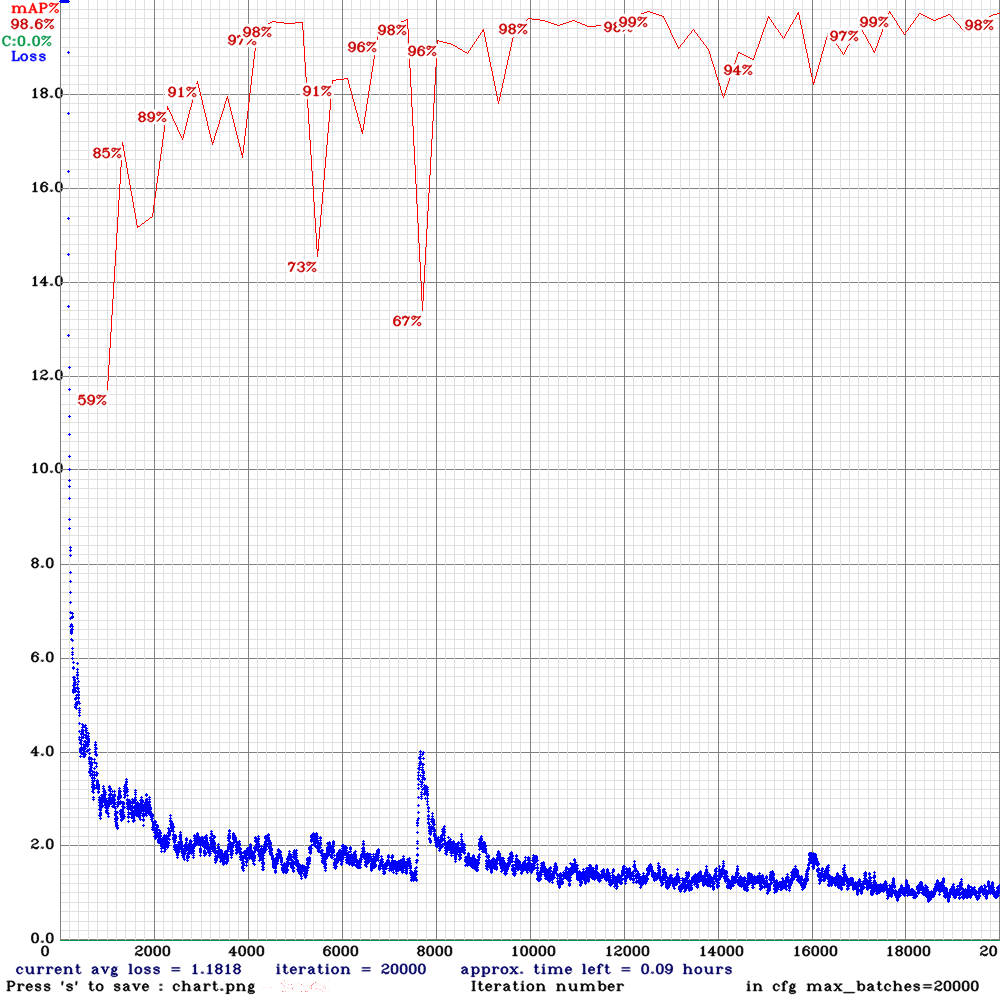 mAP%
98.6%
C:0.0%
Loss
98% 98% 98% 99% 99% 98%
97% 96% 96% 97%
18.0 91% 91% 94%
89%
85%
16.0
73%
14.0
67%
12.0
59%
10.0
8.0
6.0
4.0
2.0
0.0
0 2000 4000 6000 8000 10000 12000 14000 16000 18000 20
current avg loss = 1.1818 iteration = 20000 approx. time left = 0.09 hours
Press 's' to save : chart.png Iteration number in cfg max_batches=20000